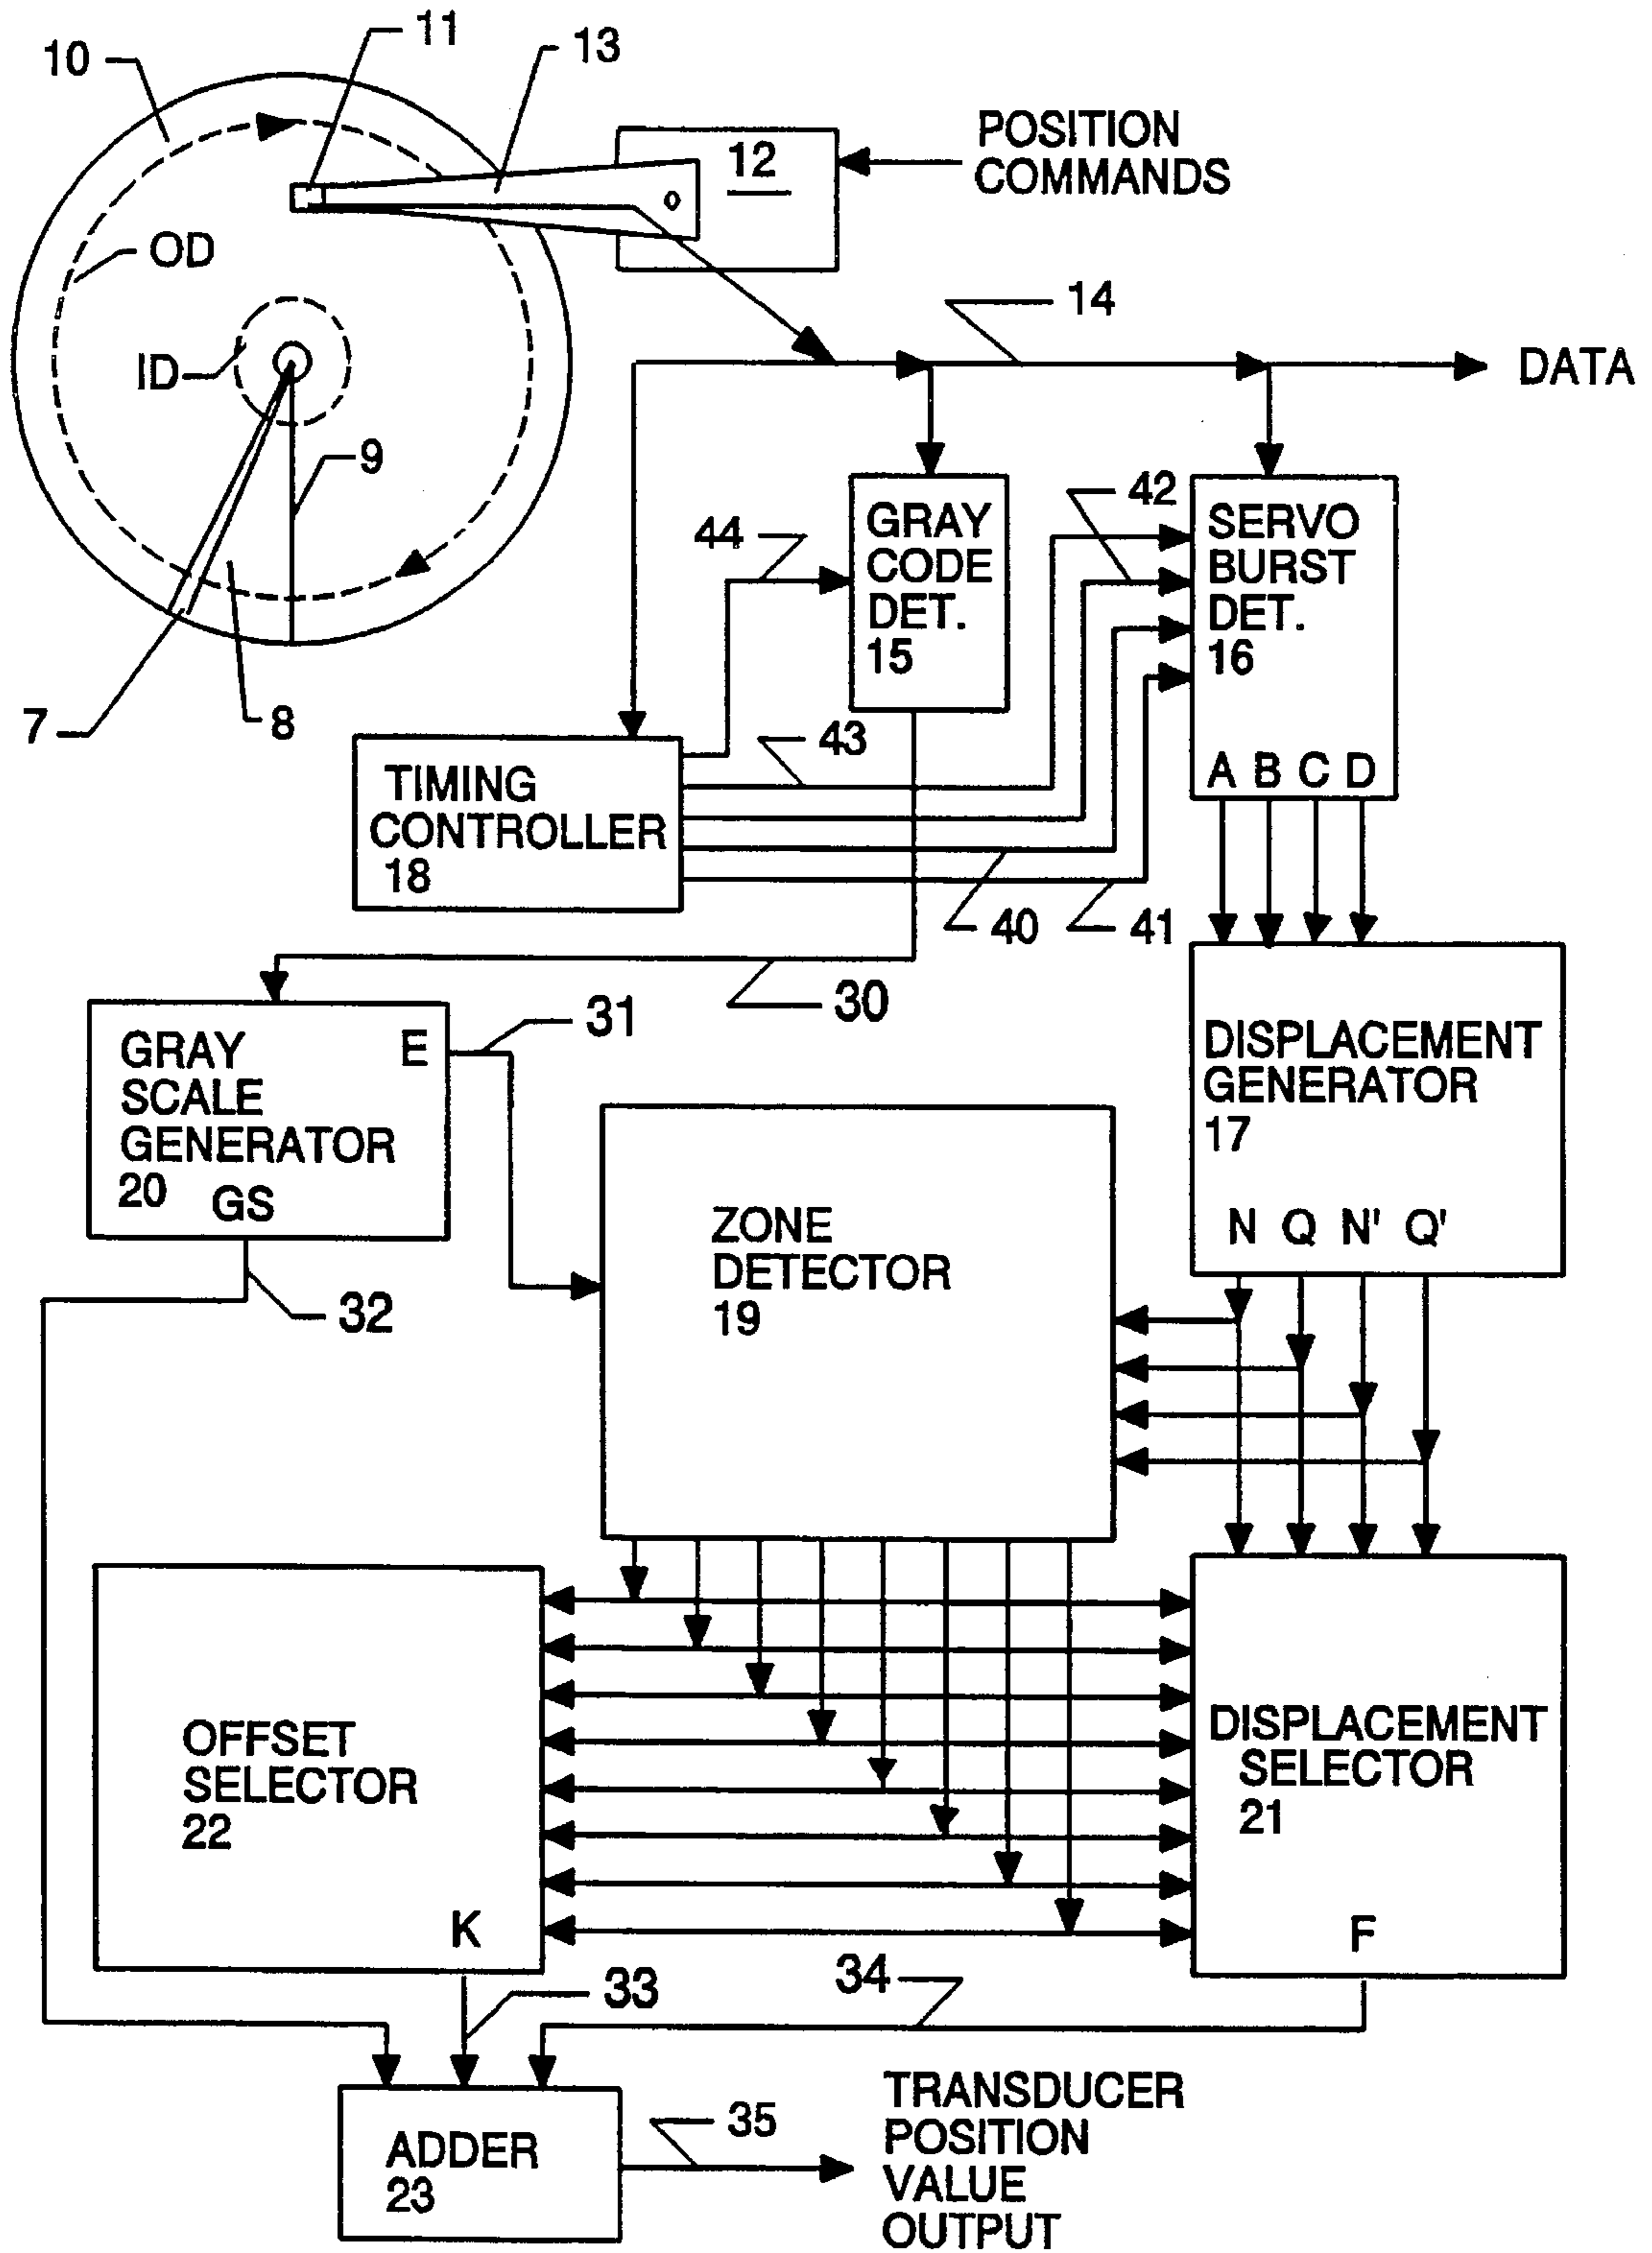 11
13
10
12
POSITION
COMMANDS
OD
14
ID
DATA
9
42
44
GRAY
CODE
DET.
15
SERVO
BURST
DET.
16
7
8
43
A B C D
TIMING
CONTROLLER
18
40
41
30
31
GRAY
SCALE
GENERATOR
20
E
GS
DISPLACEMENT
GENERATOR
17
N Q N' Q'
ZONE
DETECTOR
19
32
OFFSET
SELECTOR
22
K
DISPLACEMENT
SELECTOR
21
F
33
34
ADDER
23
35
TRANSDUCER
POSITION
VALUE
OUTPUT